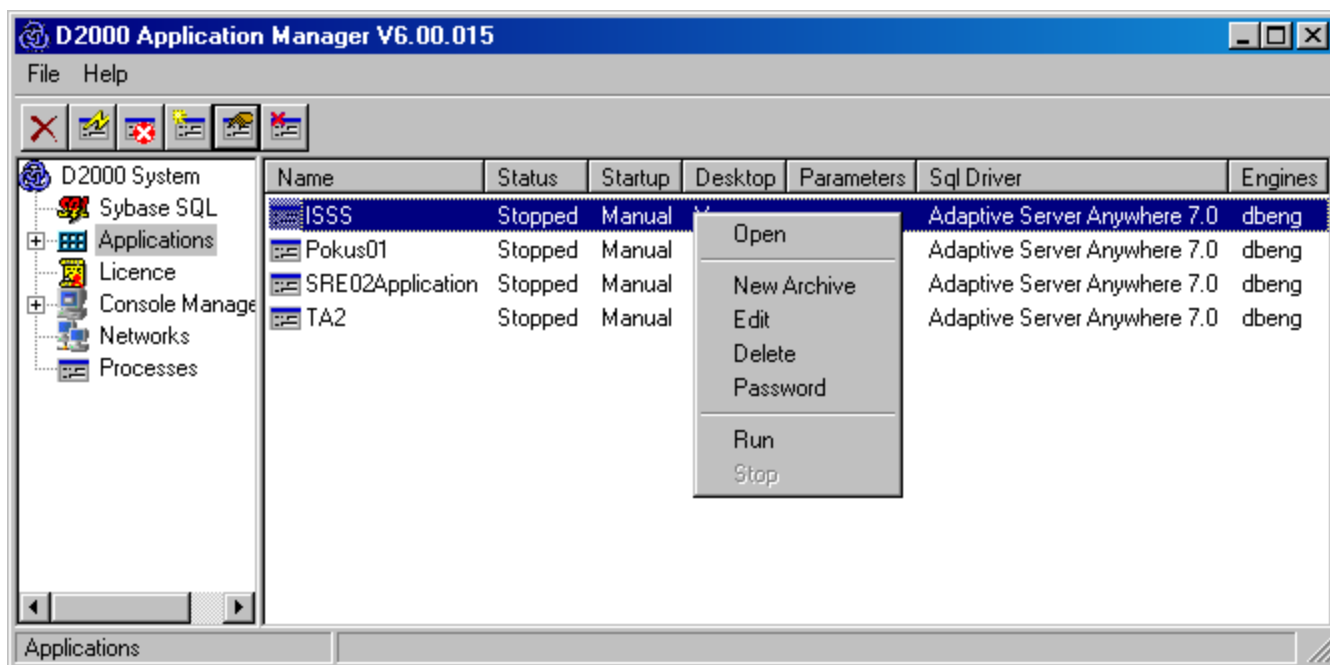 D2000 Application Manager V6.00.015
File Help
D2000 System
Sybase SQL
Applications
Licence
Console Manage
Networks
Processes
Name Status Startup Desktop Parameters Sql Driver Engines
ISSS Stopped Manual Adaptive Server Anywhere 7.0 dbeng
Pokus01 Stopped Manual Adaptive Server Anywhere 7.0 dbeng
SRE02Application Stopped Manual Adaptive Server Anywhere 7.0 dbeng
TA2 Stopped Manual Adaptive Server Anywhere 7.0 dbeng
Open
New Archive
Edit
Delete
Password
Run
Stop
Applications